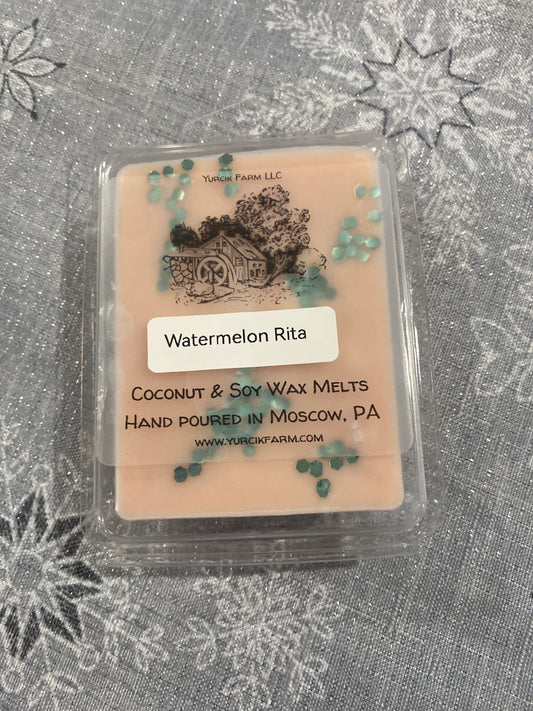 Yurcik Farm LLC
Watermelon Rita
Coconut & Soy Wax Melts
Hand poured in Moscow, PA
www.yurcikfarm.com